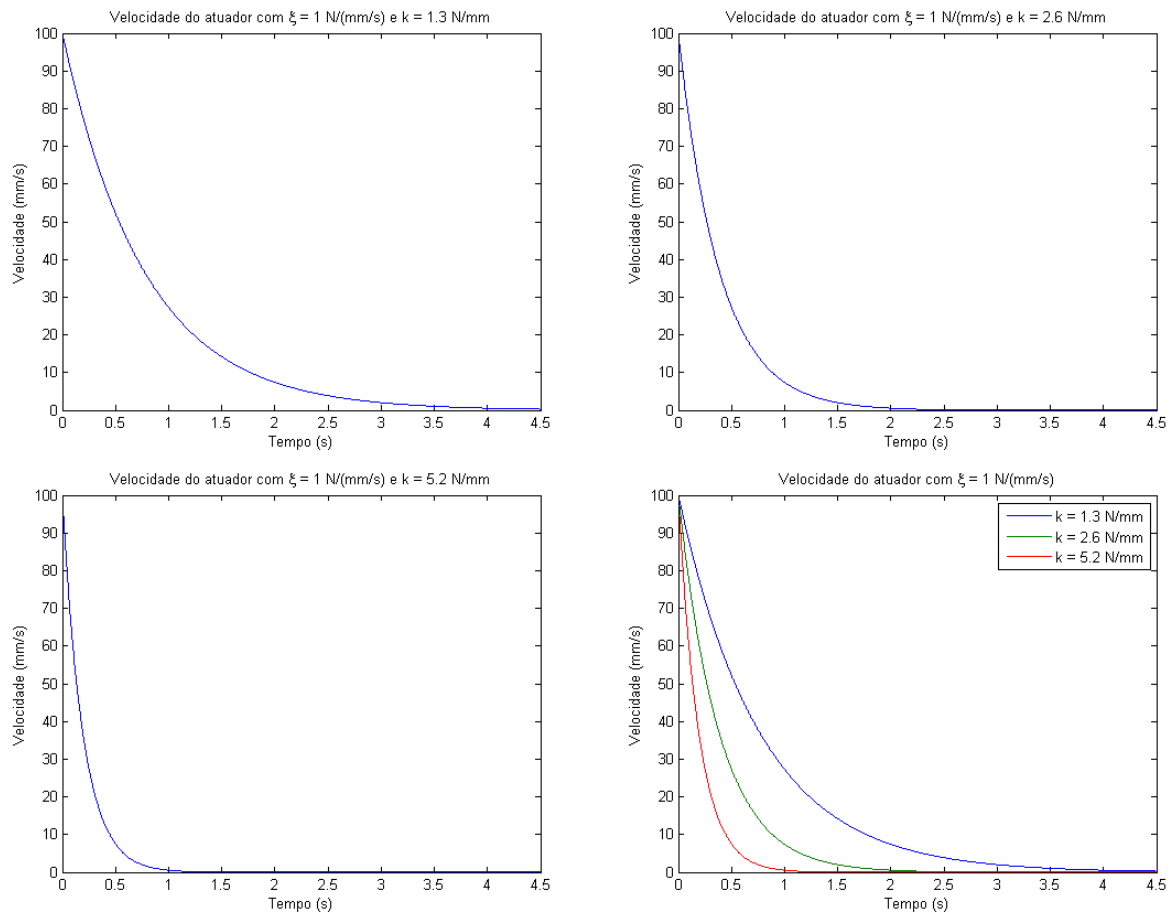 Velocidade do atuador com ξ = 1 N/(mm/s) e k = 1.3 N/mm
100
90
80
70
60
50
40
30
20
10
0
Velocidade (mm/s)
0 0.5 1 1.5 2 2.5 3 3.5 4 4.5
Tempo (s)
Velocidade do atuador com ξ = 1 N/(mm/s) e k = 2.6 N/mm
100
90
80
70
60
50
40
30
20
10
0
Velocidade (mm/s)
0 0.5 1 1.5 2 2.5 3 3.5 4 4.5
Tempo (s)
Velocidade do atuador com ξ = 1 N/(mm/s) e k = 5.2 N/mm
100
90
80
70
60
50
40
30
20
10
0
Velocidade (mm/s)
0 0.5 1 1.5 2 2.5 3 3.5 4 4.5
Tempo (s)
Velocidade do atuador com ξ = 1 N/(mm/s)
k = 1.3 N/mm
k = 2.6 N/mm
k = 5.2 N/mm
100
90
80
70
60
50
40
30
20
10
0
Velocidade (mm/s)
0 0.5 1 1.5 2 2.5 3 3.5 4 4.5
Tempo (s)